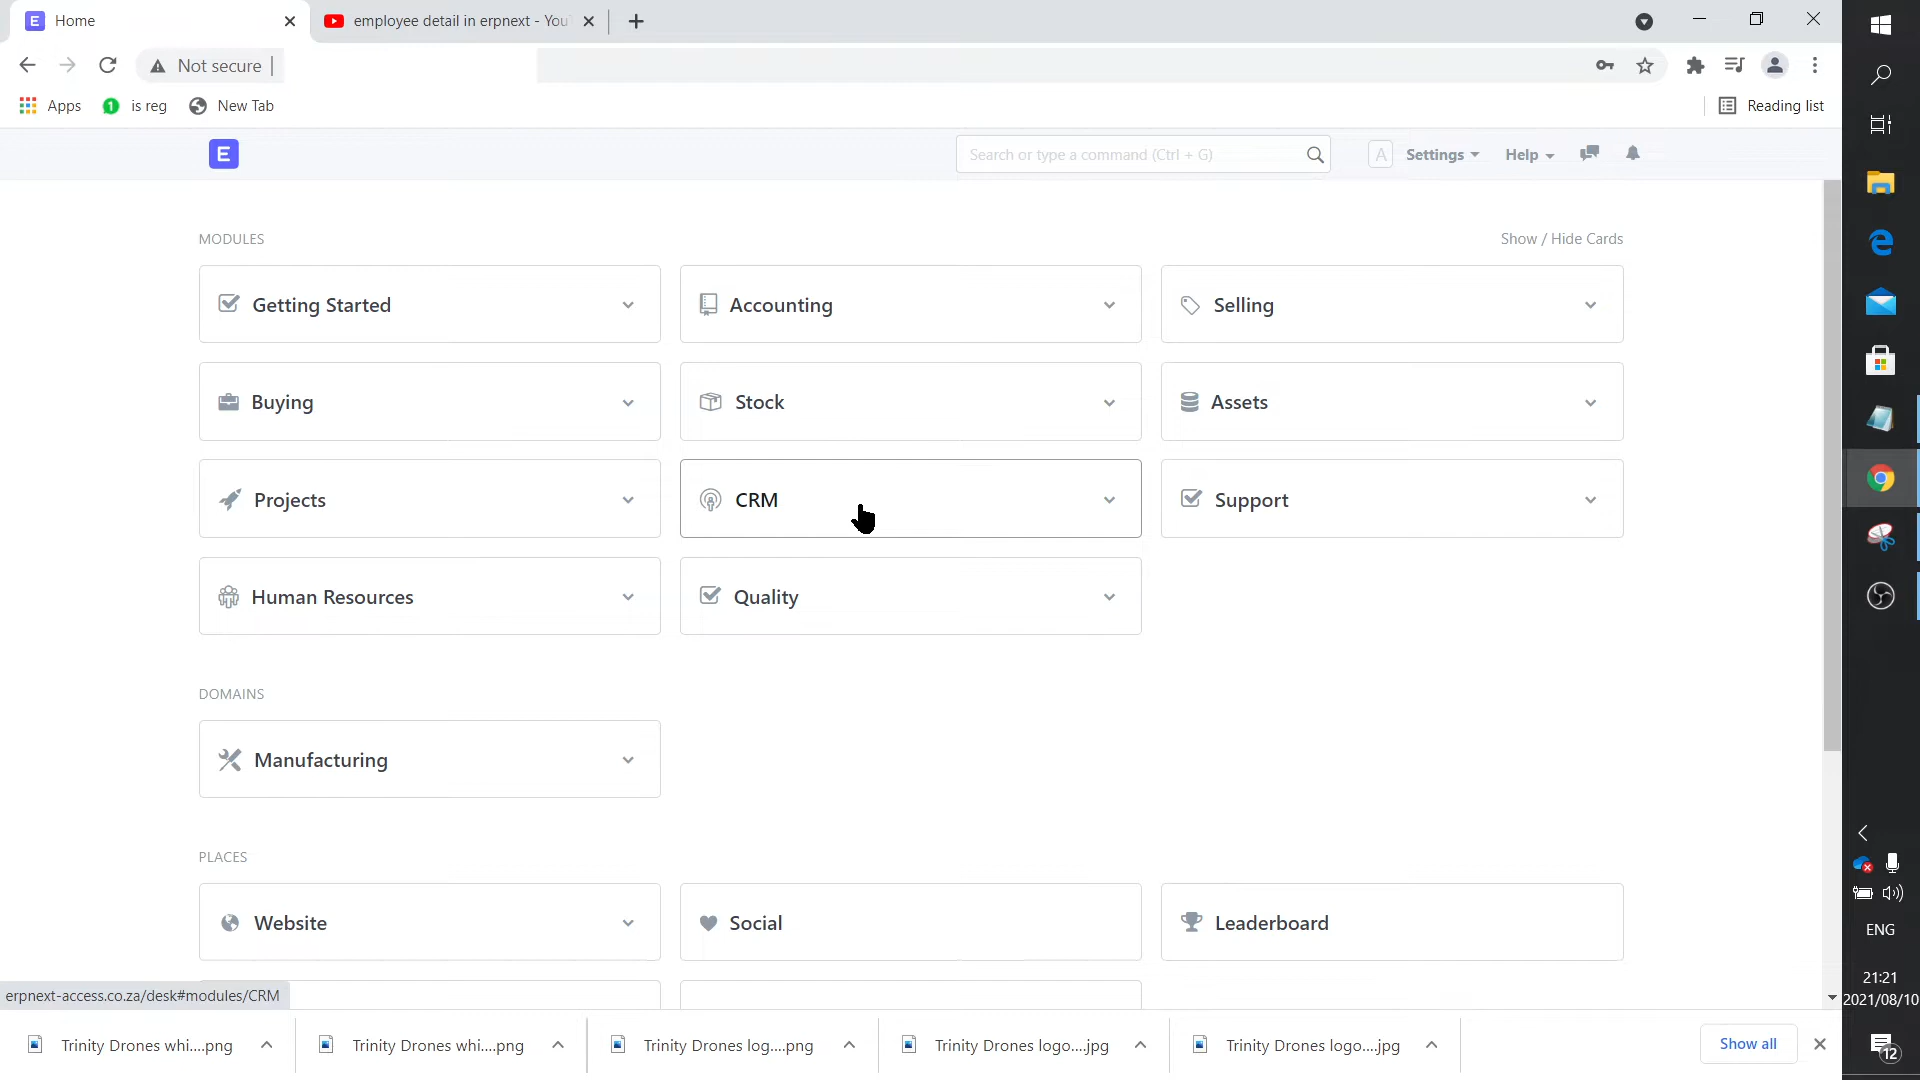 E Home
employee detail in erpnext - You
Not secure
Apps
1 is reg
New Tab
Reading list
E
Search or type a command (Ctrl + G)
A Settings
Help
MODULES
Show / Hide Cards
Getting Started
Accounting
Selling
Buying
Stock
Assets
Projects
CRM
Support
Human Resources
Quality
DOMAINS
Manufacturing
PLACES
Website
Social
Leaderboard
erpnext-access.co.za/desk#modules/CRM
Trinity Drones whi....png
Trinity Drones whi....png
Trinity Drones log....png
Trinity Drones logo....jpg
Trinity Drones logo....jpg
Show all
ENG
21:21
2021/08/10
12